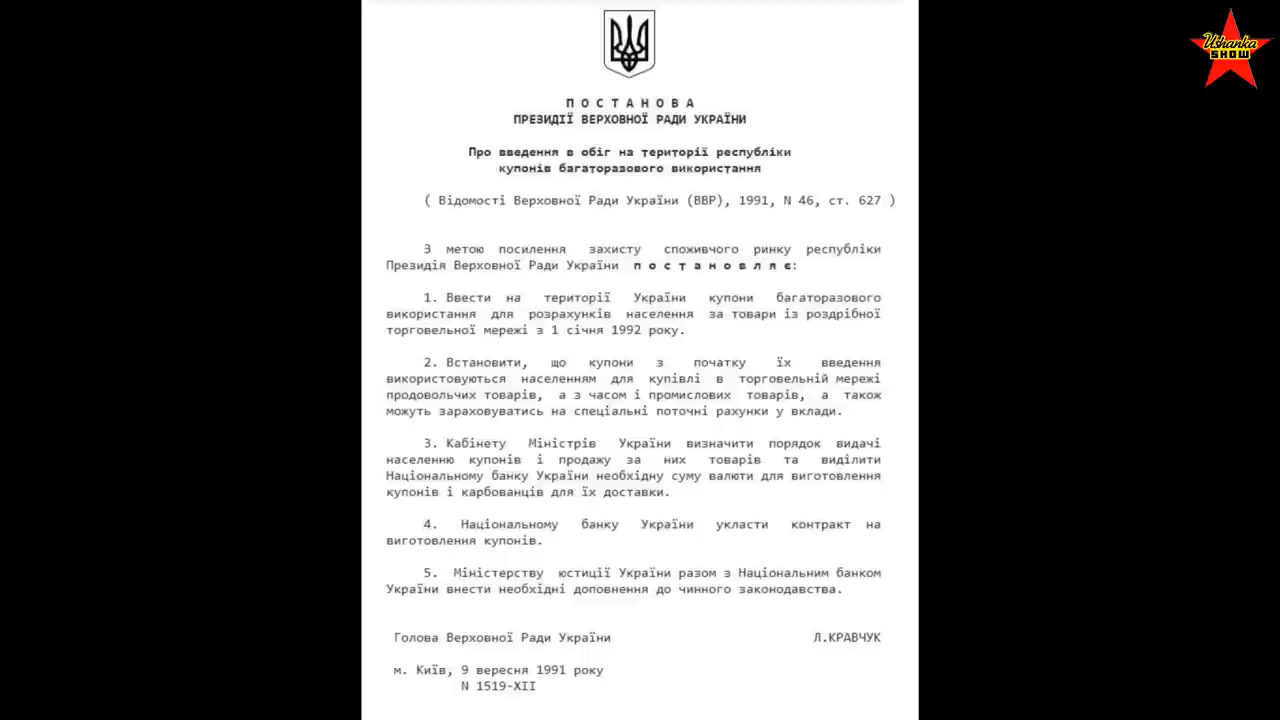 Ushanka
SHOW
П О С Т А Н О В А
ПРЕЗИДІЇ ВЕРХОВНОЇ РАДИ УКРАЇНИ
Про введення в обіг на території республіки
купонів багаторазового використання
( Відомості Верховної Ради України (ВВР), 1991, N 46, ст. 627 )
З метою посилення захисту споживчого ринку республіки
Президія Верховної Ради України п о с т а н о в л я є:
1. Ввести на території України купони багаторазового
використання для розрахунків населення за товари із роздрібної
торговельної мережі з 1 січня 1992 року.
2. Встановити, що купони з початку їх введення
використовуються населенням для купівлі в торговельній мережі
продовольчих товарів, а з часом і промислових товарів, а також
можуть зараховуватись на спеціальні поточні рахунки у вклади.
3. Кабінету Міністрів України визначити порядок видачі
населенню купонів і продажу за них товарів та виділити
Національному банку України необхідну суму валюти для виготовлення
купонів і карбованців для їх доставки.
4. Національному банку України укласти контракт на
виготовлення купонів.
5. Міністерству юстиції України разом з Національним банком
України внести необхідні доповнення до чинного законодавства.
Голова Верховної Ради України Л.КРАВЧУК
м. Київ, 9 вересня 1991 року
N 1519-XII